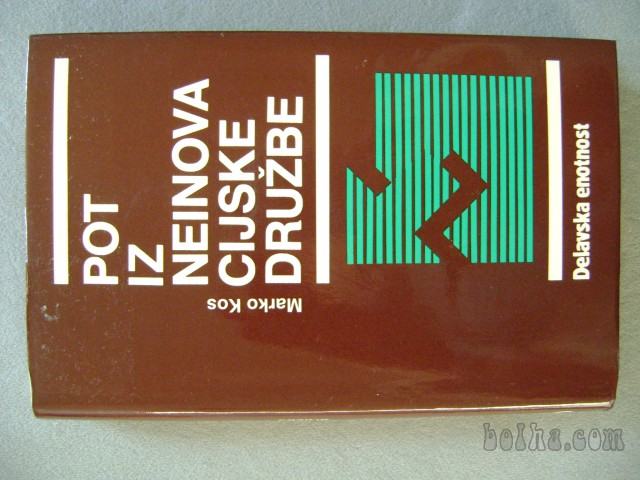 Marko Kos
POT
IZ
NEINOVA
CIJSKE
DRUŽBE
Delavska enotnost
bolha.com